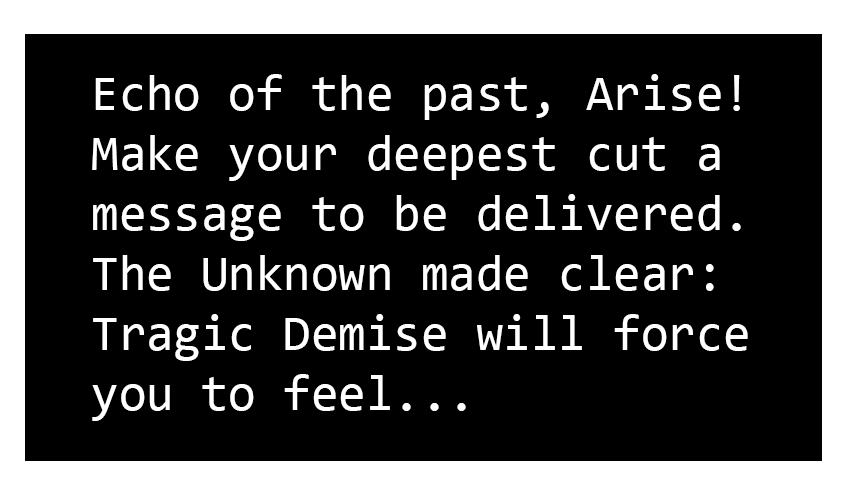 Echo of the past, Arise!
Make your deepest cut a
message to be delivered.
The Unknown made clear:
Tragic Demise will force
you to feel...